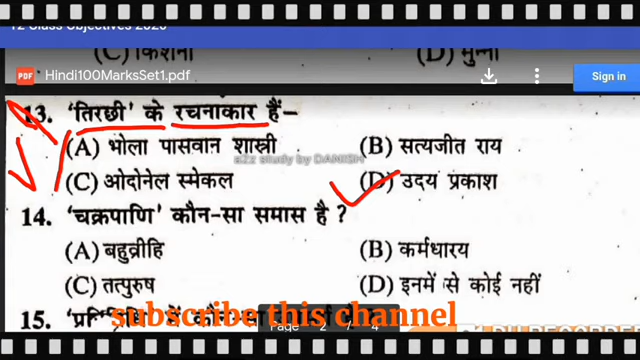 12 Class Objectives 2020
(C) किशना (D) मुन्ना
Hindi100MarksSet1.pdf
Sign in
13. 'तिरछी' के रचनाकार हैं–
(A) भोला पासवान शास्त्री (B) सत्यजीत राय
a2z study by DANISH
(C) ओदोनेल स्मेकल (D) उदय प्रकाश
14. 'चक्रपाणि' कौन-सा समास है ?
(A) बहुव्रीहि (B) कर्मधारय
(C) तत्पुरुष (D) इनमें से कोई नहीं
subscribe this channel
Page 2 / 4
15. में कौन-सा